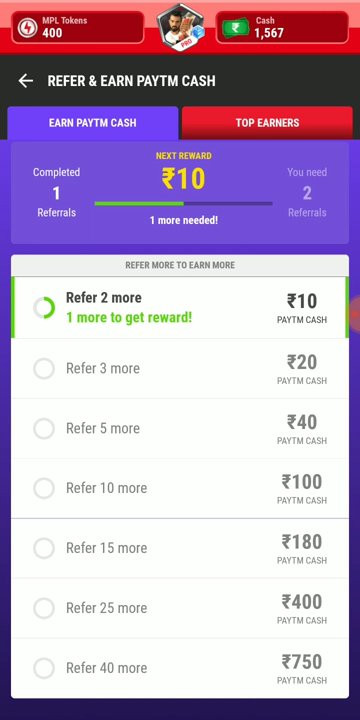 MPL Tokens
400
PRO
Cash
1,567
REFER & EARN PAYTM CASH
EARN PAYTM CASH
TOP EARNERS
Completed
1
Referrals
NEXT REWARD
₹10
1 more needed!
You need
2
Referrals
REFER MORE TO EARN MORE
Refer 2 more
1 more to get reward!
₹10
PAYTM CASH
Refer 3 more
₹20
PAYTM CASH
Refer 5 more
₹40
PAYTM CASH
Refer 10 more
₹100
PAYTM CASH
Refer 15 more
₹180
PAYTM CASH
Refer 25 more
₹400
PAYTM CASH
Refer 40 more
₹750
PAYTM CASH